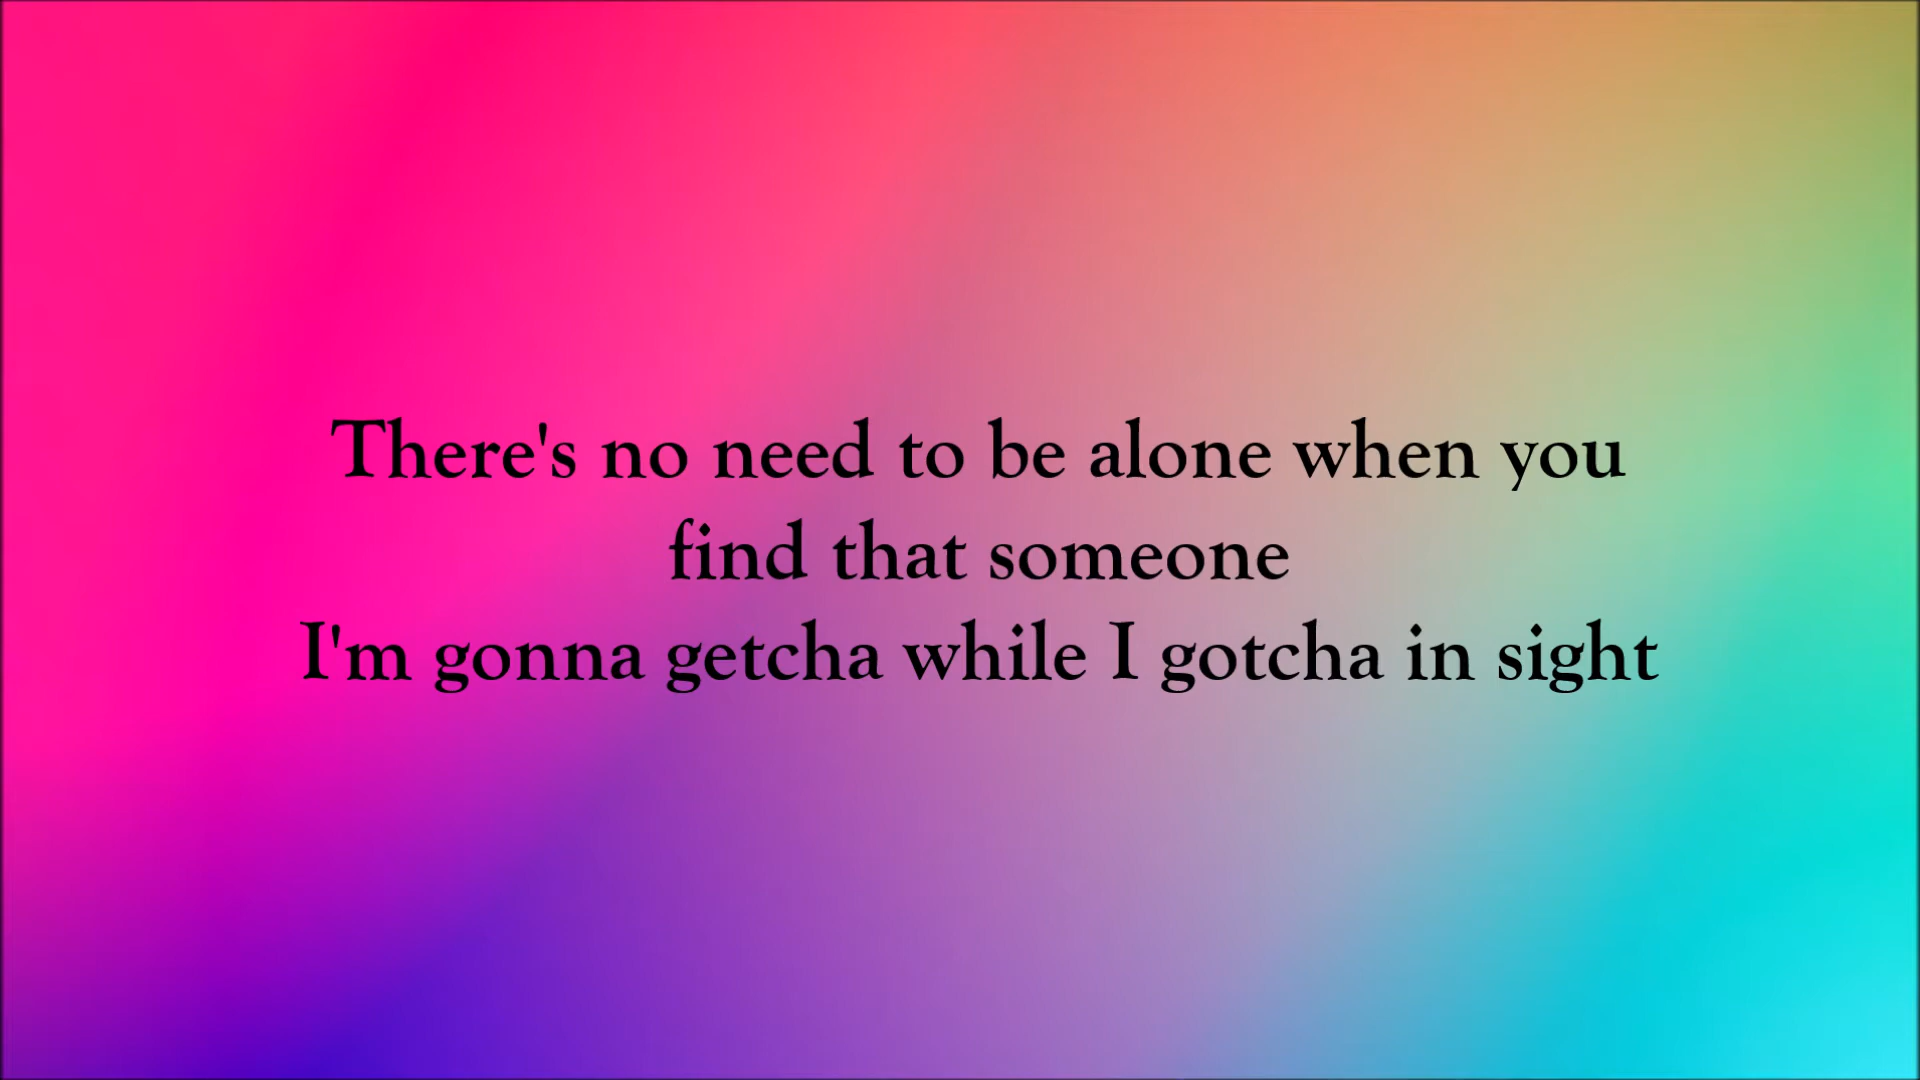 There's no need to be alone when you
find that someone
I'm gonna getcha while I gotcha in sight